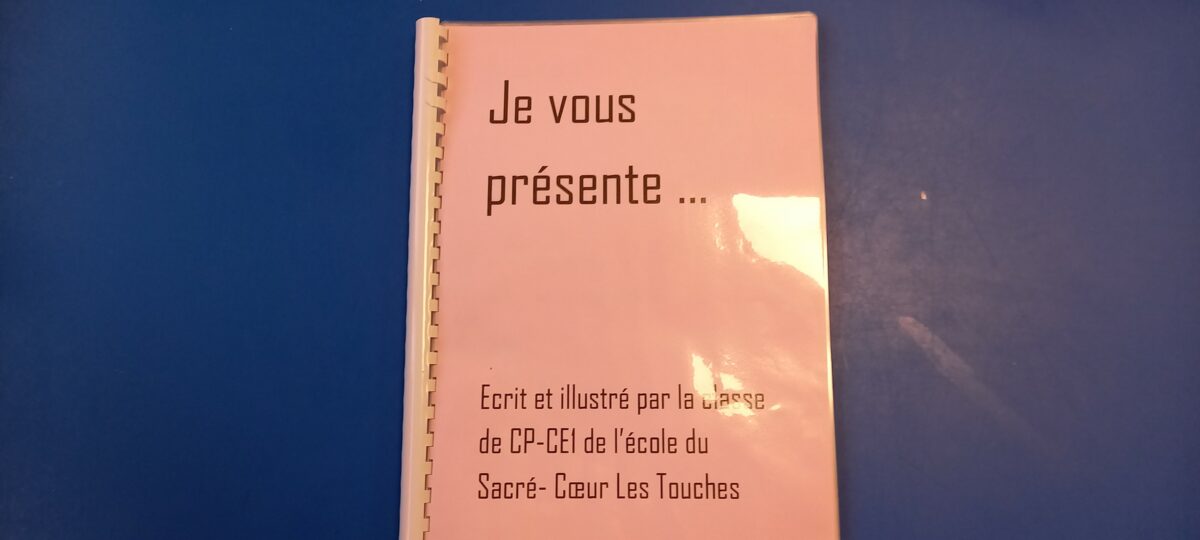 Je vous
présente ...
Ecrit et illustré par la classe
de CP-CE1 de l'école du
Sacré- Cœur Les Touches